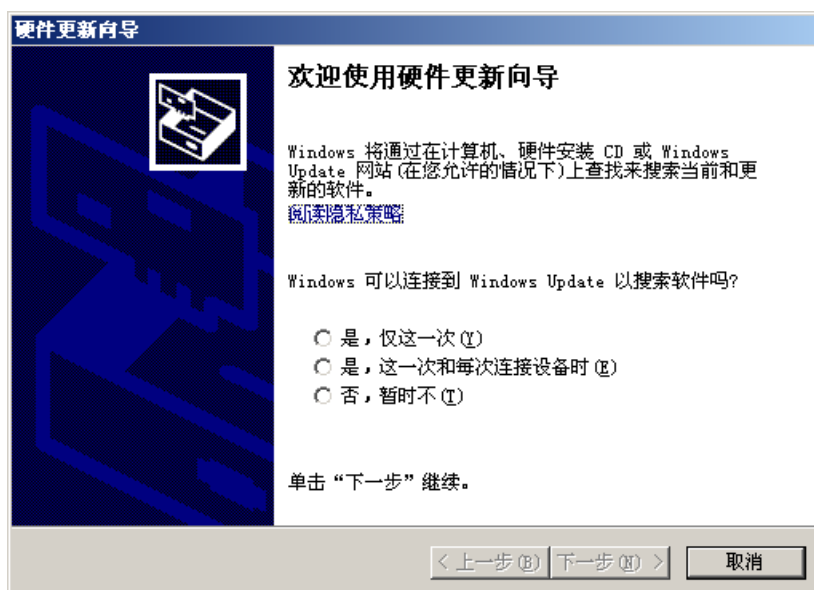 硬件更新向导
欢迎使用硬件更新向导
Windows 将通过在计算机、硬件安装 CD 或 Windows
Update 网站(在您允许的情况下)上查找来搜索当前和更
新的软件。
阅读隐私策略
Windows 可以连接到 Windows Update 以搜索软件吗?
是，仅这一次(Y)
是，这一次和每次连接设备时(E)
否，暂时不(T)
单击“下一步”继续。
< 上一步(B) 下一步(N) > 取消